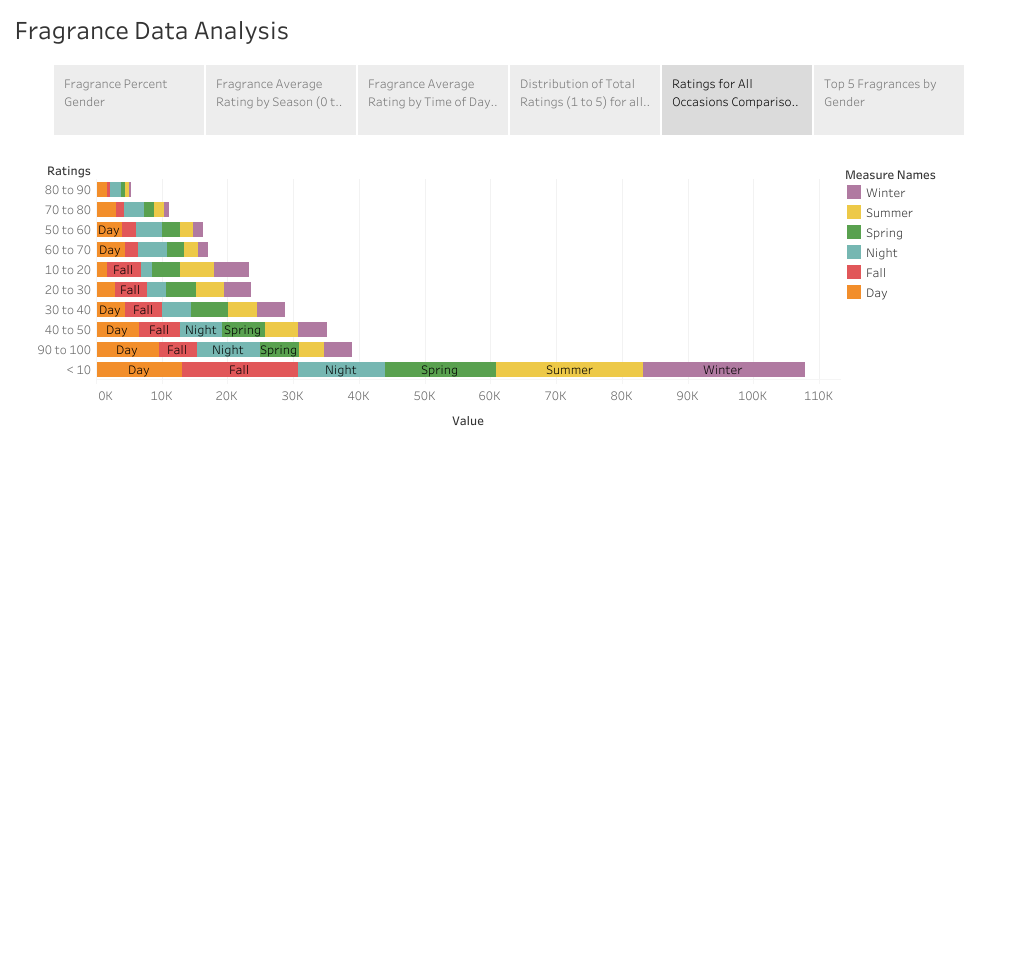 Fragrance Data Analysis
Fragrance Percent
Gender
Fragrance Average
Rating by Season (0 t..
Fragrance Average
Rating by Time of Day..
Distribution of Total
Ratings (1 to 5) for all..
Ratings for All
Occasions Compariso..
Top 5 Fragrances by
Gender
Ratings
80 to 90
70 to 80
50 to 60 Day
60 to 70 Day
10 to 20 Fall
20 to 30 Fall
30 to 40 Day Fall
40 to 50 Day Fall Night Spring
90 to 100 Day Fall Night Spring
< 10 Day Fall Night Spring Summer Winter
0K 10K 20K 30K 40K 50K 60K 70K 80K 90K 100K 110K
Value
Measure Names
Winter
Summer
Spring
Night
Fall
Day